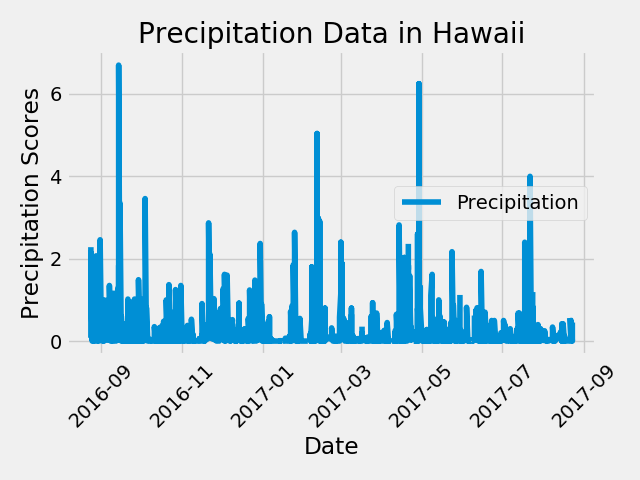 Precipitation Data in Hawaii
Precipitation Scores
6
4
2
0
Precipitation
2016-09
2016-11
2017-01
2017-03
2017-05
2017-07
2017-09
Date